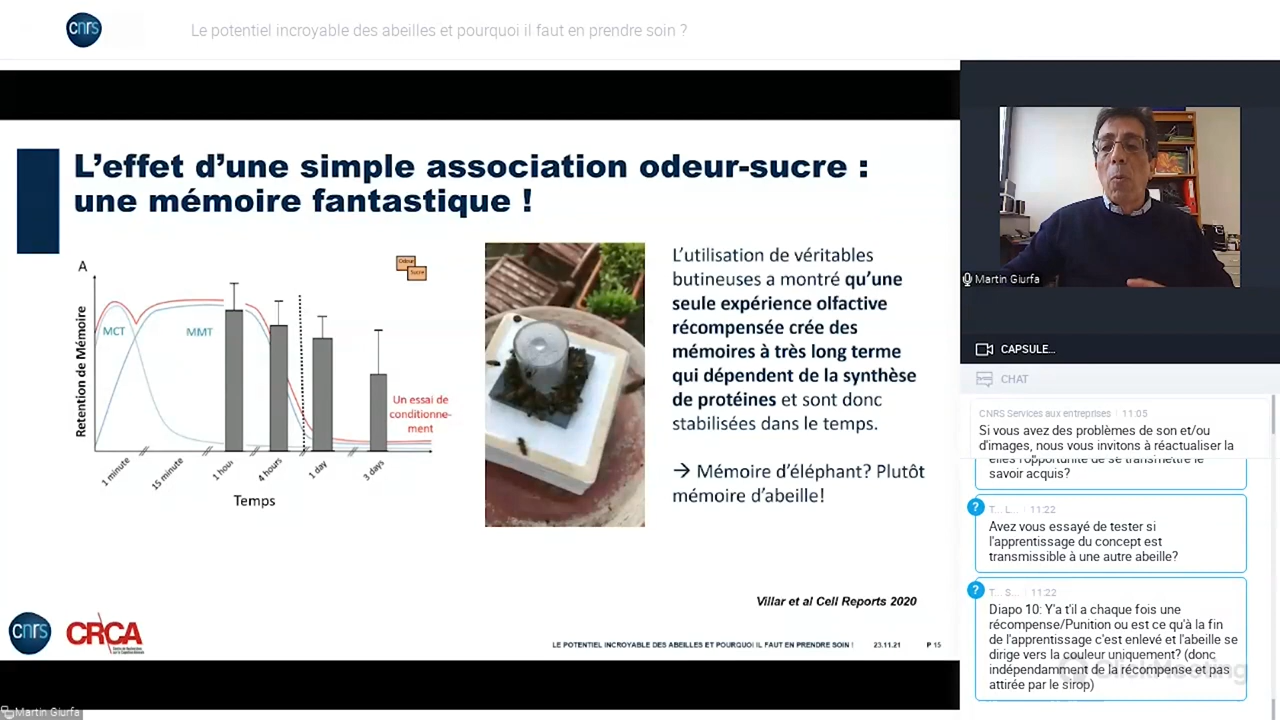 cnrs
Le potentiel incroyable des abeilles et pourquoi il faut en prendre soin ?
L'effet d'une simple association odeur-sucre :
une mémoire fantastique !
A
Odeur
Sucre
MCT
MMT
Retention de Mémoire
Un essai de
conditionne-
ment
1 minute
15 minute
1 hour
4 hours
1 day
3 days
Temps
L'utilisation de véritables
butineuses a montré qu'une
seule expérience olfactive
récompensée crée des
mémoires à très long terme
qui dépendent de la synthèse
de protéines et sont donc
stabilisées dans le temps.
→ Mémoire d'éléphant? Plutôt
mémoire d'abeille!
Villar et al Cell Reports 2020
cnrs
CRCA
LE POTENTIEL INCROYABLE DES ABEILLES ET POURQUOI IL FAUT EN PRENDRE SOIN !
23.11.21
P 15
Martin Giurfa
Martin Giurfa
CAPSULE...
CHAT
CNRS Services aux entreprises
11:05
Si vous avez des problèmes de son et/ou
d'images, nous vous invitons à réactualiser la
elles l'opportunité de se transmettre le
savoir acquis?
?
T... L...
11:22
Avez vous essayé de tester si
l'apprentissage du concept est
transmissible à une autre abeille?
?
T... S...
11:22
Diapo 10: Y'a t'il a chaque fois une
récompense/Punition ou est ce qu'à la fin
de l'apprentissage c'est enlevé et l'abeille se
dirige vers la couleur uniquement? (donc
indépendamment de la récompense et pas
attirée par le sirop)
ClickMeeting